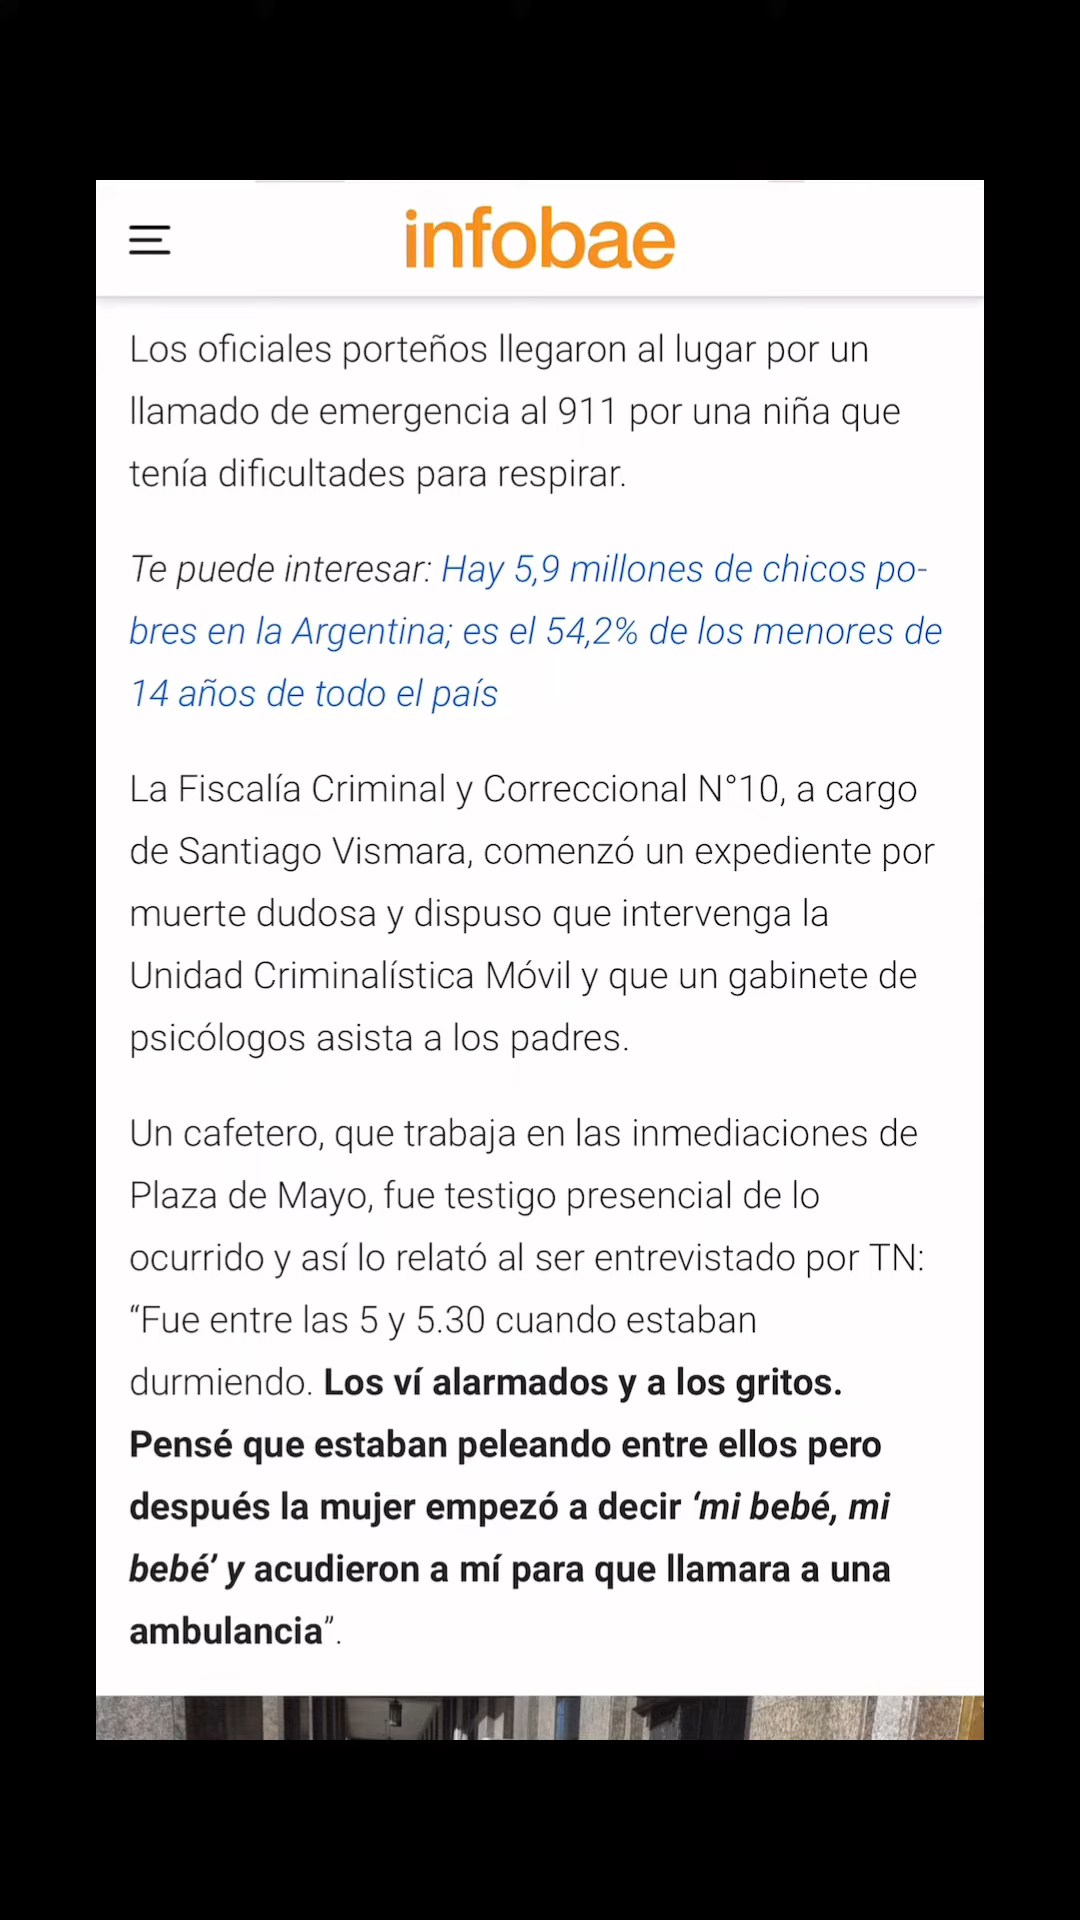 infobae
Los oficiales porteños llegaron al lugar por un
llamado de emergencia al 911 por una niña que
tenía dificultades para respirar.
Te puede interesar: Hay 5,9 millones de chicos po-
bres en la Argentina; es el 54,2% de los menores de
14 años de todo el país
La Fiscalía Criminal y Correccional N°10, a cargo
de Santiago Vismara, comenzó un expediente por
muerte dudosa y dispuso que intervenga la
Unidad Criminalística Móvil y que un gabinete de
psicólogos asista a los padres.
Un cafetero, que trabaja en las inmediaciones de
Plaza de Mayo, fue testigo presencial de lo
ocurrido y así lo relató al ser entrevistado por TN:
“Fue entre las 5 y 5.30 cuando estaban
durmiendo. Los ví alarmados y a los gritos.
Pensé que estaban peleando entre ellos pero
después la mujer empezó a decir ‘mi bebé, mi
bebé’ y acudieron a mí para que llamara a una
ambulancia”.